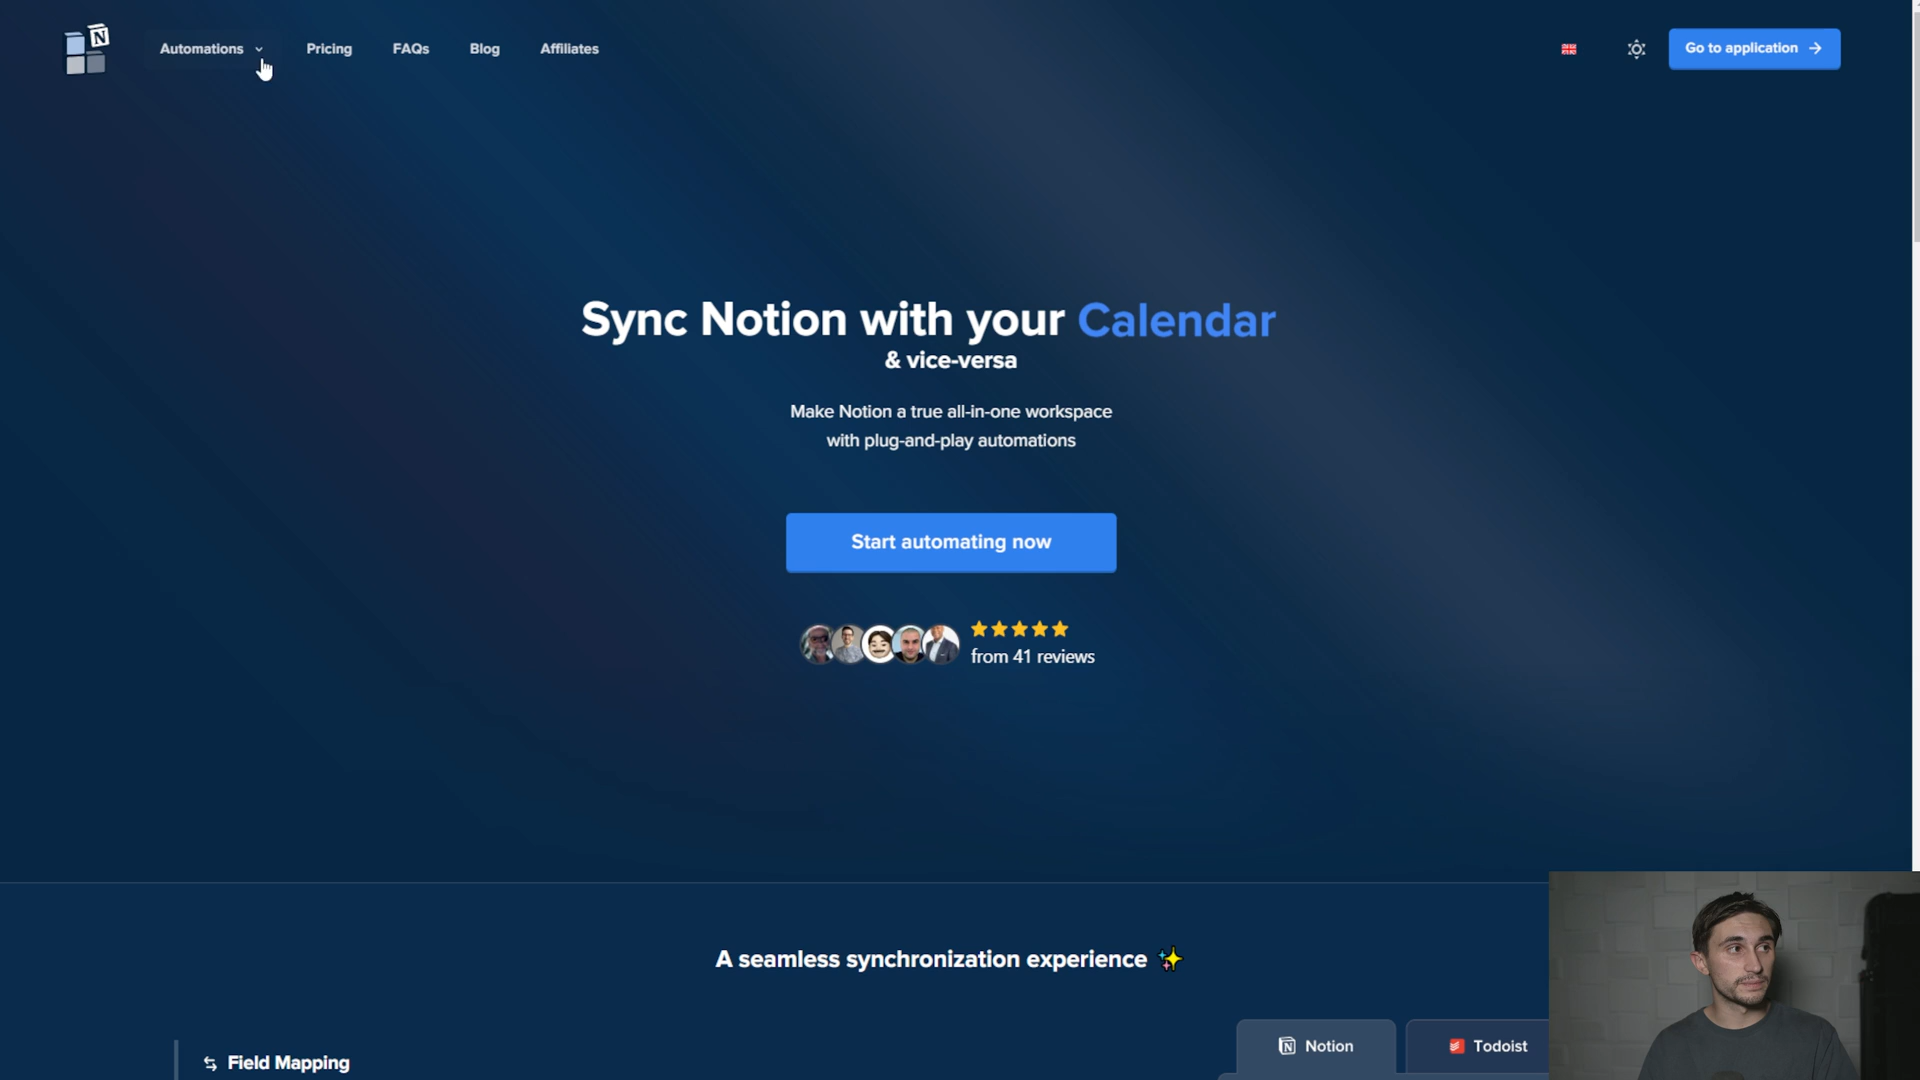 N
Automations
Pricing
FAQs
Blog
Affiliates
Go to application →
Sync Notion with your Calendar
& vice-versa
Make Notion a true all-in-one workspace
with plug-and-play automations
Start automating now
from 41 reviews
A seamless synchronization experience ✨
Field Mapping
Notion
Todoist